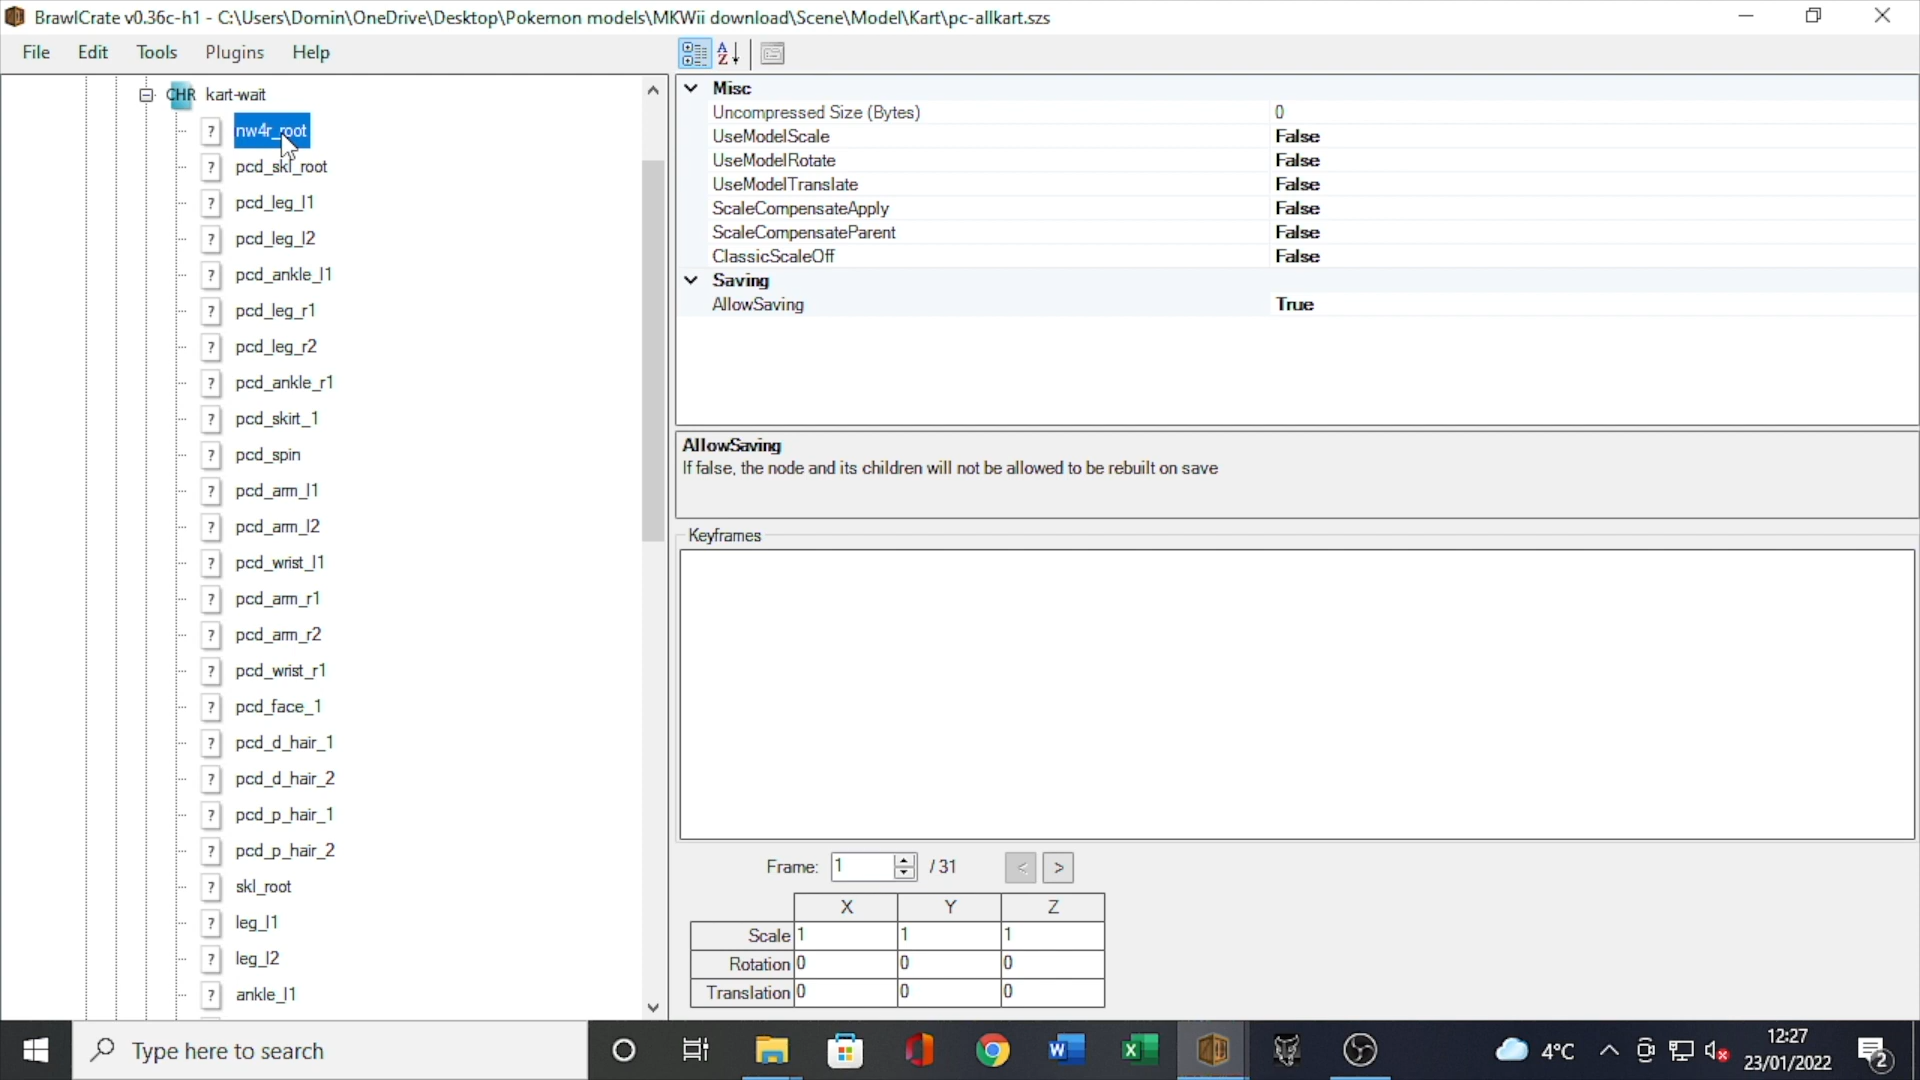 BrawlCrate v0.36c-h1 - C:\Users\Domin\OneDrive\Desktop\Pokemon models\MKWii download\Scene\Model\Kart\pc-allkart.szs
File Edit Tools Plugins Help
CHR kart-wait
nw4r_root
pcd_skl_root
pcd_leg_l1
pcd_leg_l2
pcd_ankle_l1
pcd_leg_r1
pcd_leg_r2
pcd_ankle_r1
pcd_skirt_1
pcd_spin
pcd_arm_l1
pcd_arm_l2
pcd_wrist_l1
pcd_arm_r1
pcd_arm_r2
pcd_wrist_r1
pcd_face_1
pcd_d_hair_1
pcd_d_hair_2
pcd_p_hair_1
pcd_p_hair_2
skl_root
leg_l1
leg_l2
ankle_l1
Misc
Uncompressed Size (Bytes) 0
UseModelScale False
UseModelRotate False
UseModelTranslate False
ScaleCompensateApply False
ScaleCompensateParent False
ClassicScaleOff False
Saving
AllowSaving True
AllowSaving
If false, the node and its children will not be allowed to be rebuilt on save
Keyframes
Frame: 1 / 31 < >
X Y Z
Scale 1 1 1
Rotation 0 0 0
Translation 0 0 0
Type here to search
4°C
12:27
23/01/2022
2